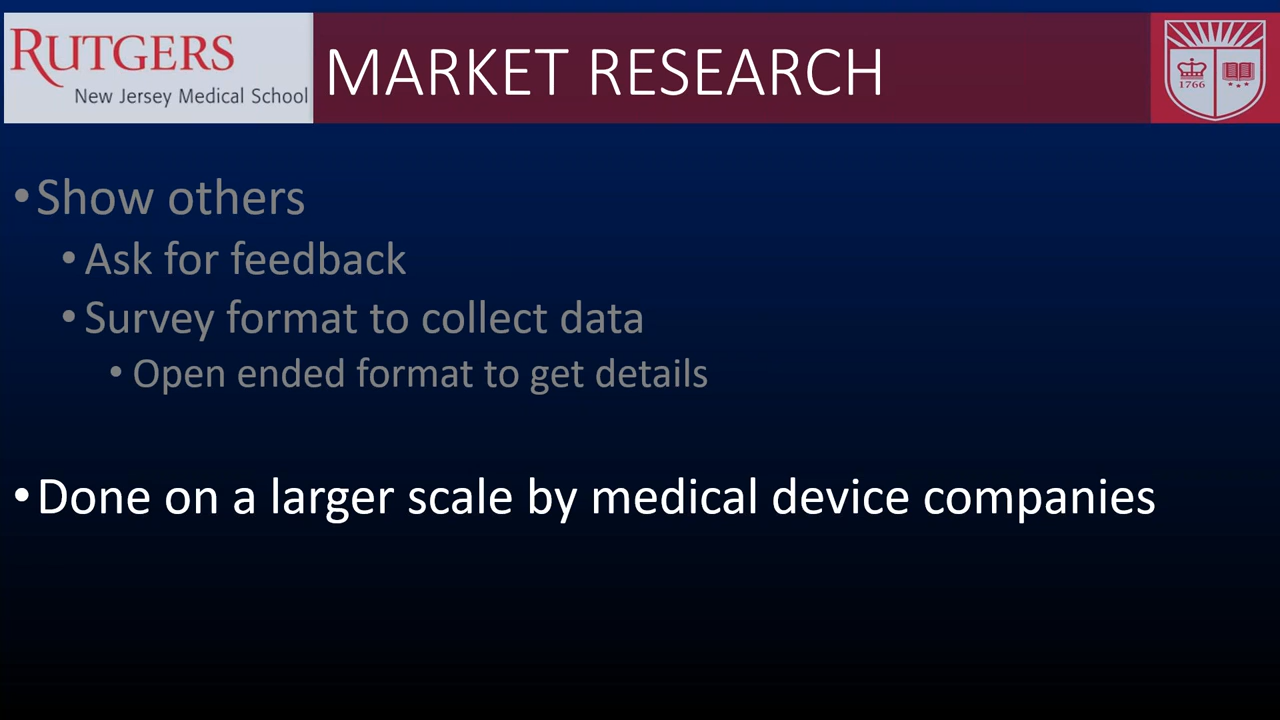 RUTGERS
New Jersey Medical School
MARKET RESEARCH
1766
•Show others
•Ask for feedback
•Survey format to collect data
•Open ended format to get details
•Done on a larger scale by medical device companies